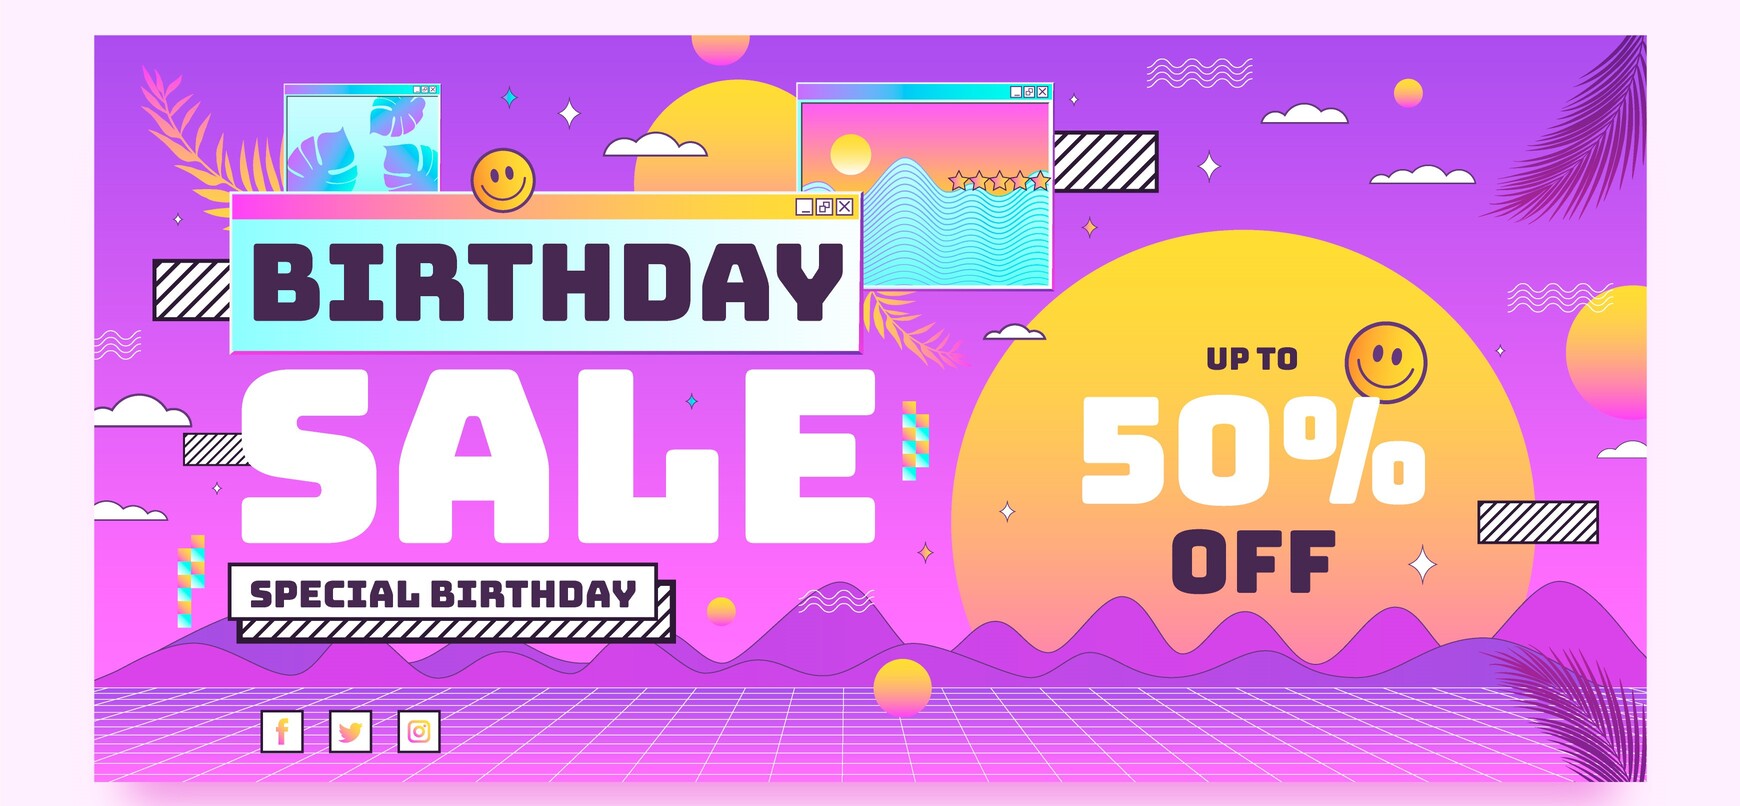 BIRTHDAY
SALE
SPECIAL BIRTHDAY
UP TO
50%
OFF